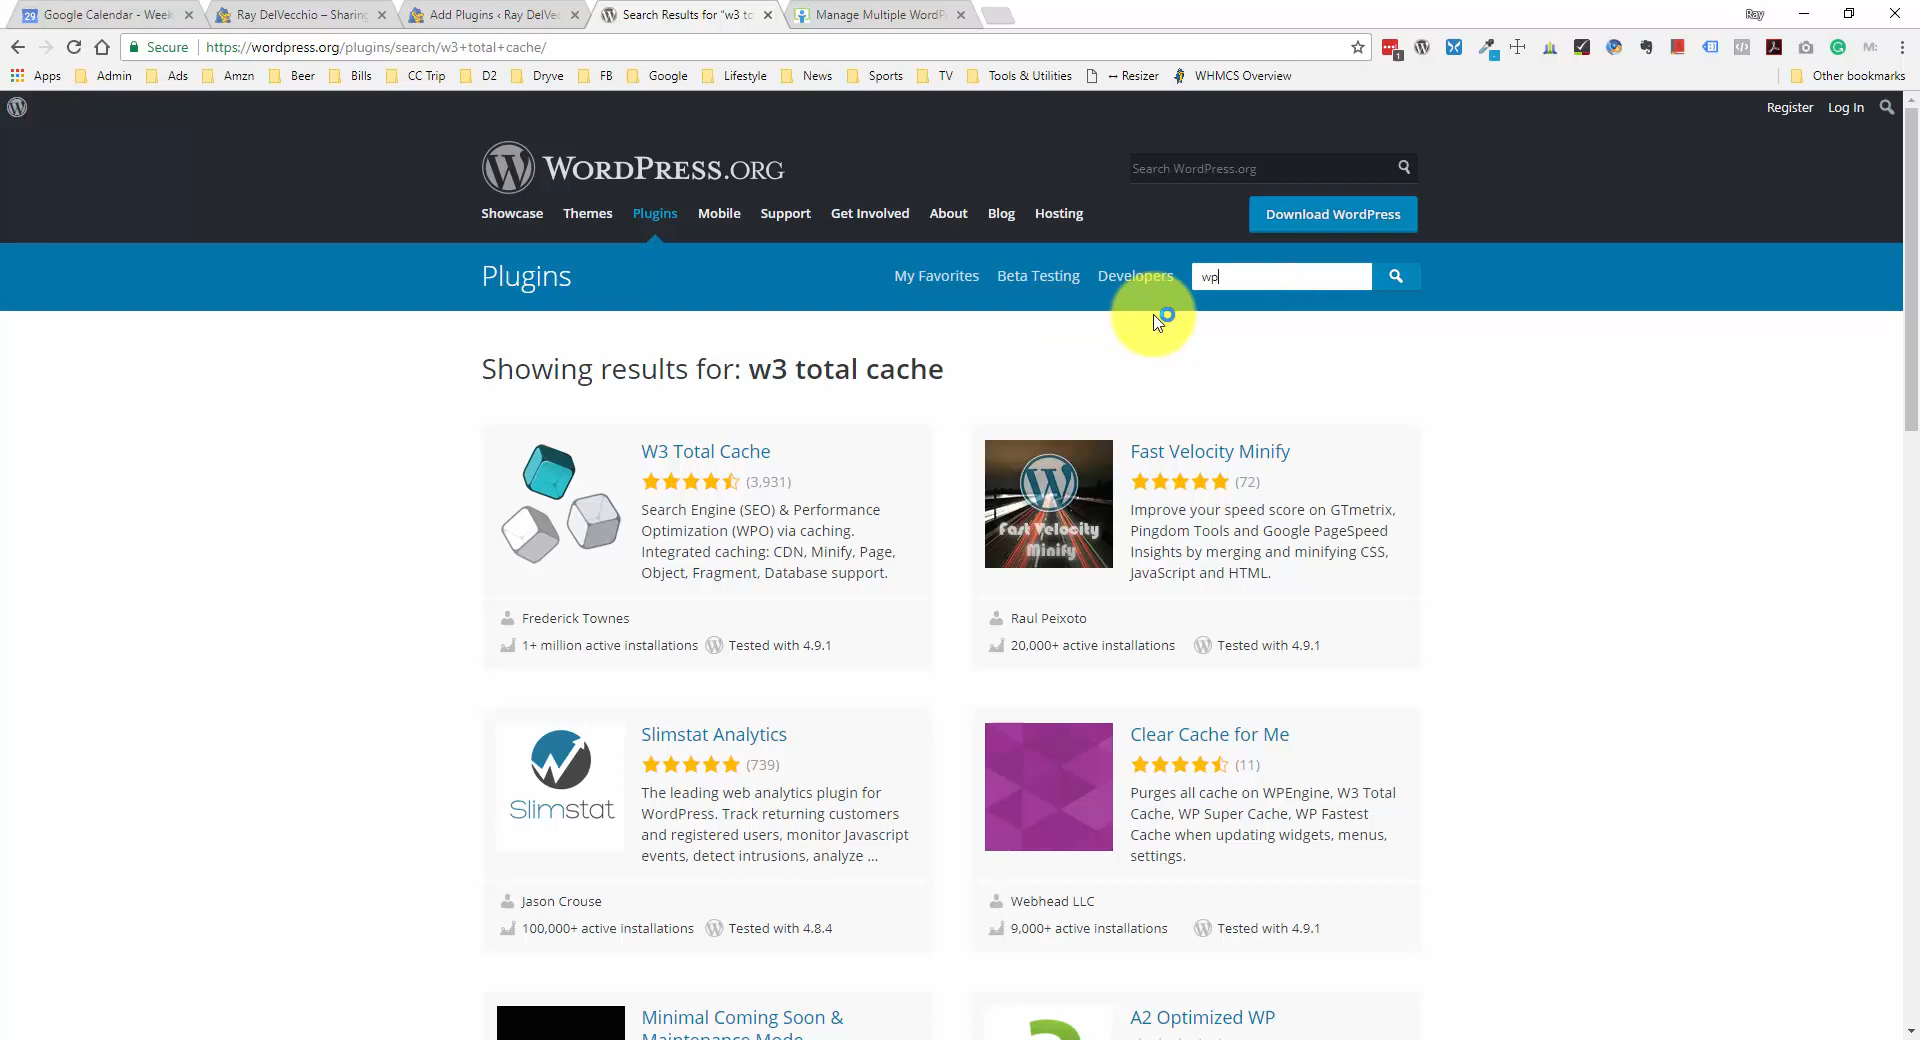 29 Google Calendar - Week
Ray DelVecchio – Sharing
Add Plugins ‹ Ray DelVec
Search Results for "w3 to
Manage Multiple WordP
Ray
Secure
https://wordpress.org/plugins/search/w3+total+cache/
1
M:
Apps
Admin
Ads
Amzn
Beer
Bills
CC Trip
D2
Dryve
FB
Google
Lifestyle
News
Sports
TV
Tools & Utilities
↔ Resizer
WHMCS Overview
Other bookmarks
Register
Log In
WORDPRESS.ORG
Search WordPress.org
Showcase
Themes
Plugins
Mobile
Support
Get Involved
About
Blog
Hosting
Download WordPress
Plugins
My Favorites
Beta Testing
Developers
wp
Showing results for: w3 total cache
W3 Total Cache
(3,931)
Search Engine (SEO) & Performance
Optimization (WPO) via caching.
Integrated caching: CDN, Minify, Page,
Object, Fragment, Database support.
Frederick Townes
1+ million active installations
Tested with 4.9.1
Fast Velocity
Minify
Fast Velocity Minify
(72)
Improve your speed score on GTmetrix,
Pingdom Tools and Google PageSpeed
Insights by merging and minifying CSS,
JavaScript and HTML.
Raul Peixoto
20,000+ active installations
Tested with 4.9.1
Slimstat
Slimstat Analytics
(739)
The leading web analytics plugin for
WordPress. Track returning customers
and registered users, monitor Javascript
events, detect intrusions, analyze ...
Jason Crouse
100,000+ active installations
Tested with 4.8.4
Clear Cache for Me
(11)
Purges all cache on WPEngine, W3 Total
Cache, WP Super Cache, WP Fastest
Cache when updating widgets, menus,
settings.
Webhead LLC
9,000+ active installations
Tested with 4.9.1
Minimal Coming Soon &
Maintenance Mode
A2 Optimized WP